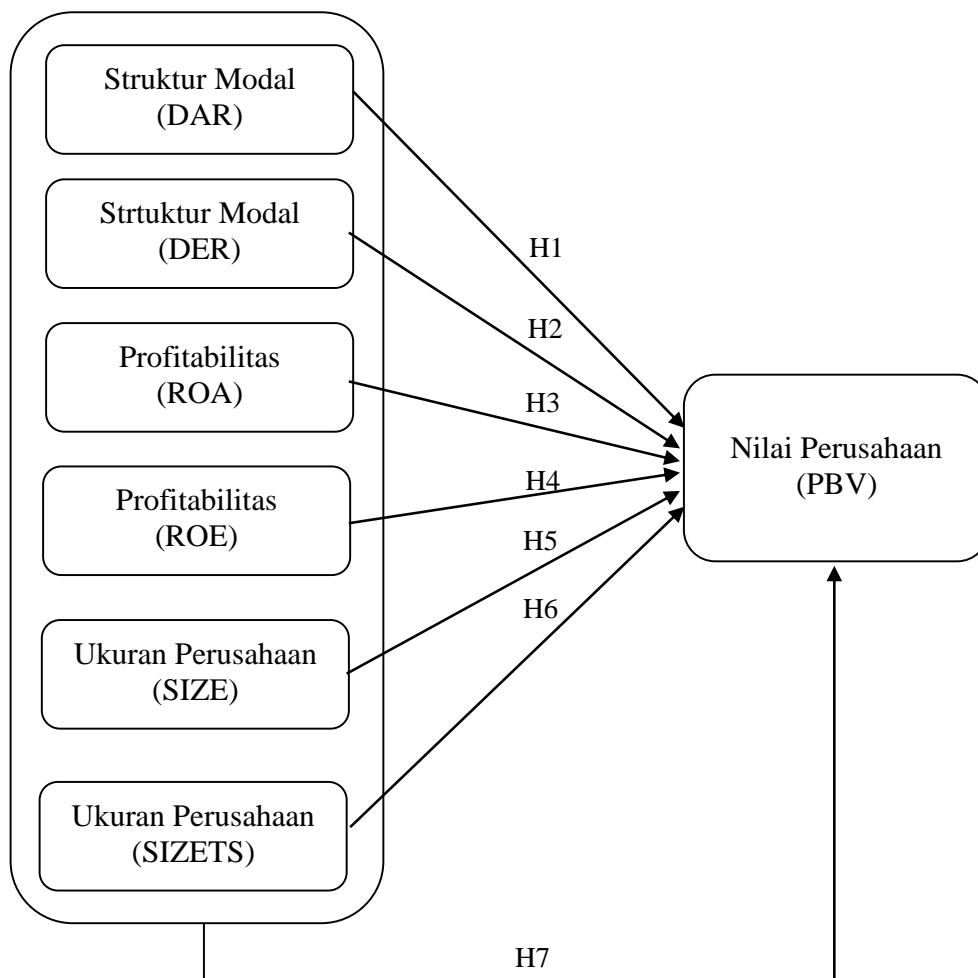 Struktur Modal
(DAR)
Strtuktur Modal
(DER)
H1
H2
Profitabilitas
(ROA)
H3
Nilai Perusahaan
(PBV)
Profitabilitas
(ROE)
H4
H5
H6
Ukuran Perusahaan
(SIZE)
Ukuran Perusahaan
(SIZETS)
H7